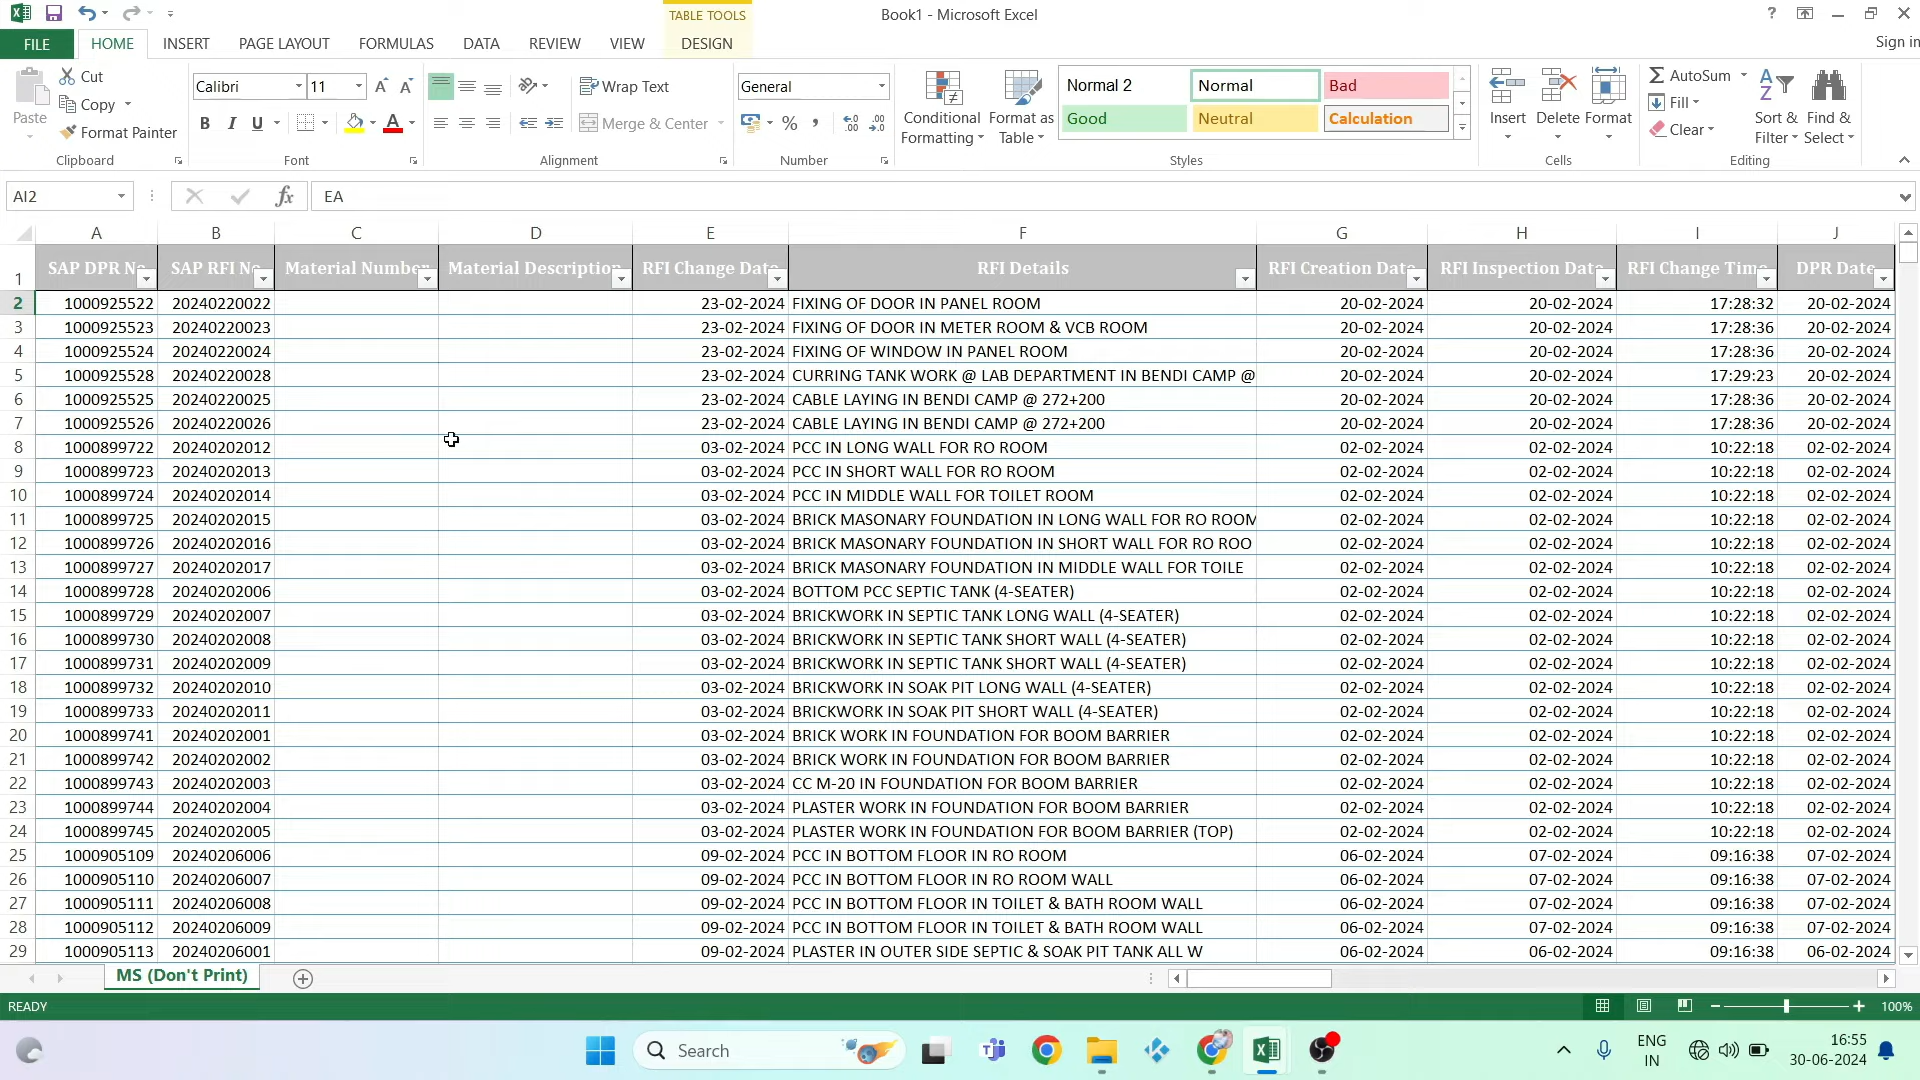 TABLE TOOLS
Book1 - Microsoft Excel
FILE HOME INSERT PAGE LAYOUT FORMULAS DATA REVIEW VIEW DESIGN Sign in
Cut
Copy
Format Painter
Paste
Clipboard
Calibri 11
B I U
Font
Wrap Text
Merge & Center
Alignment
General
Number
Conditional Formatting
Format as Table
Normal 2 Normal Bad
Good Neutral Calculation
Styles
Insert Delete Format
Cells
AutoSum
Fill
Clear
Sort & Filter
Find & Select
Editing
AI2 EA
A B C D E F G H I J
1 SAP DPR No SAP RFI No Material Number Material Description RFI Change Date RFI Details RFI Creation Date RFI Inspection Date RFI Change Time DPR Date
2 1000925522 20240220022 23-02-2024 FIXING OF DOOR IN PANEL ROOM 20-02-2024 20-02-2024 17:28:32 20-02-2024
3 1000925523 20240220023 23-02-2024 FIXING OF DOOR IN METER ROOM & VCB ROOM 20-02-2024 20-02-2024 17:28:36 20-02-2024
4 1000925524 20240220024 23-02-2024 FIXING OF WINDOW IN PANEL ROOM 20-02-2024 20-02-2024 17:28:36 20-02-2024
5 1000925528 20240220028 23-02-2024 CURRING TANK WORK @ LAB DEPARTMENT IN BENDI CAMP @ 20-02-2024 20-02-2024 17:29:23 20-02-2024
6 1000925525 20240220025 23-02-2024 CABLE LAYING IN BENDI CAMP @ 272+200 20-02-2024 20-02-2024 17:28:36 20-02-2024
7 1000925526 20240220026 23-02-2024 CABLE LAYING IN BENDI CAMP @ 272+200 20-02-2024 20-02-2024 17:28:36 20-02-2024
8 1000899722 20240202012 03-02-2024 PCC IN LONG WALL FOR RO ROOM 02-02-2024 02-02-2024 10:22:18 02-02-2024
9 1000899723 20240202013 03-02-2024 PCC IN SHORT WALL FOR RO ROOM 02-02-2024 02-02-2024 10:22:18 02-02-2024
10 1000899724 20240202014 03-02-2024 PCC IN MIDDLE WALL FOR TOILET ROOM 02-02-2024 02-02-2024 10:22:18 02-02-2024
11 1000899725 20240202015 03-02-2024 BRICK MASONARY FOUNDATION IN LONG WALL FOR RO ROOM 02-02-2024 02-02-2024 10:22:18 02-02-2024
12 1000899726 20240202016 03-02-2024 BRICK MASONARY FOUNDATION IN SHORT WALL FOR RO ROO 02-02-2024 02-02-2024 10:22:18 02-02-2024
13 1000899727 20240202017 03-02-2024 BRICK MASONARY FOUNDATION IN MIDDLE WALL FOR TOILE 02-02-2024 02-02-2024 10:22:18 02-02-2024
14 1000899728 20240202006 03-02-2024 BOTTOM PCC SEPTIC TANK (4-SEATER) 02-02-2024 02-02-2024 10:22:18 02-02-2024
15 1000899729 20240202007 03-02-2024 BRICKWORK IN SEPTIC TANK LONG WALL (4-SEATER) 02-02-2024 02-02-2024 10:22:18 02-02-2024
16 1000899730 20240202008 03-02-2024 BRICKWORK IN SEPTIC TANK SHORT WALL (4-SEATER) 02-02-2024 02-02-2024 10:22:18 02-02-2024
17 1000899731 20240202009 03-02-2024 BRICKWORK IN SEPTIC TANK SHORT WALL (4-SEATER) 02-02-2024 02-02-2024 10:22:18 02-02-2024
18 1000899732 20240202010 03-02-2024 BRICKWORK IN SOAK PIT LONG WALL (4-SEATER) 02-02-2024 02-02-2024 10:22:18 02-02-2024
19 1000899733 20240202011 03-02-2024 BRICKWORK IN SOAK PIT SHORT WALL (4-SEATER) 02-02-2024 02-02-2024 10:22:18 02-02-2024
20 1000899741 20240202001 03-02-2024 BRICK WORK IN FOUNDATION FOR BOOM BARRIER 02-02-2024 02-02-2024 10:22:18 02-02-2024
21 1000899742 20240202002 03-02-2024 BRICK WORK IN FOUNDATION FOR BOOM BARRIER 02-02-2024 02-02-2024 10:22:18 02-02-2024
22 1000899743 20240202003 03-02-2024 CC M-20 IN FOUNDATION FOR BOOM BARRIER 02-02-2024 02-02-2024 10:22:18 02-02-2024
23 1000899744 20240202004 03-02-2024 PLASTER WORK IN FOUNDATION FOR BOOM BARRIER 02-02-2024 02-02-2024 10:22:18 02-02-2024
24 1000899745 20240202005 03-02-2024 PLASTER WORK IN FOUNDATION FOR BOOM BARRIER (TOP) 02-02-2024 02-02-2024 10:22:18 02-02-2024
25 1000905109 20240206006 09-02-2024 PCC IN BOTTOM FLOOR IN RO ROOM 06-02-2024 07-02-2024 09:16:38 07-02-2024
26 1000905110 20240206007 09-02-2024 PCC IN BOTTOM FLOOR IN RO ROOM WALL 06-02-2024 07-02-2024 09:16:38 07-02-2024
27 1000905111 20240206008 09-02-2024 PCC IN BOTTOM FLOOR IN TOILET & BATH ROOM WALL 06-02-2024 07-02-2024 09:16:38 07-02-2024
28 1000905112 20240206009 09-02-2024 PCC IN BOTTOM FLOOR IN TOILET & BATH ROOM WALL 06-02-2024 07-02-2024 09:16:38 07-02-2024
29 1000905113 20240206001 09-02-2024 PLASTER IN OUTER SIDE SEPTIC & SOAK PIT TANK ALL W 06-02-2024 06-02-2024 09:16:38 06-02-2024
MS (Don't Print)
READY 100%
Search
ENG
IN
16:55
30-06-2024